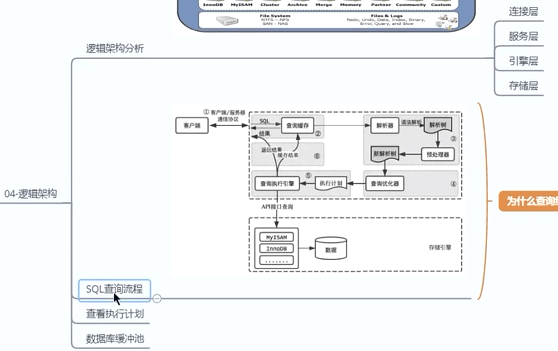 InnoDB MyISAM Cluster Archive Merge Memory Partner Community Custom
File System
NTFS - NFS
SAN - NAS
Files & Logs
Redo, Undo, Data, Index, Binary,
Error, Query, and Slow
连接层
服务层
引擎层
存储层
逻辑架构分析
04-逻辑架构
① 客户端/服务器
通信协议
客户端
SQL
结果
查询缓存
②
返回结果
缓存结果
⑥
解析器
语法解析
解析树
③
新解析树
预处理器
⑤
查询执行引擎
执行计划
查询优化器
④
API接口查询
MyISAM
InnoDB
.......
数据
存储引擎
为什么查询
SQL查询流程
查看执行计划
数据库缓冲池